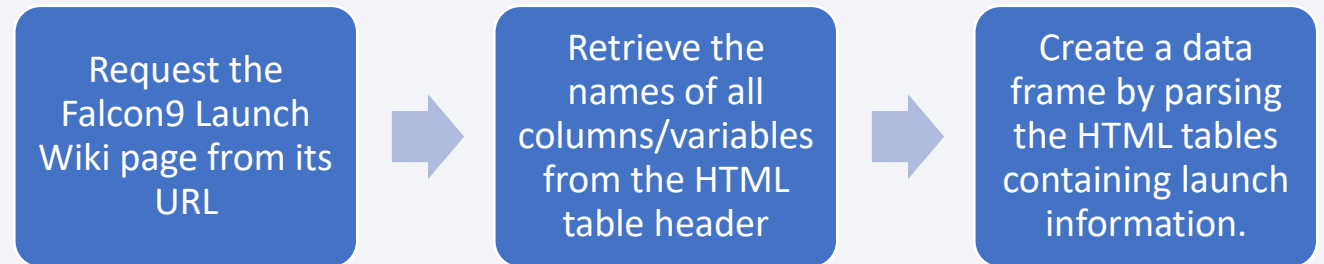 Request the
Falcon9 Launch
Wiki page from its
URL
Retrieve the
names of all
columns/variables
from the HTML
table header
Create a data
frame by parsing
the HTML tables
containing launch
information.